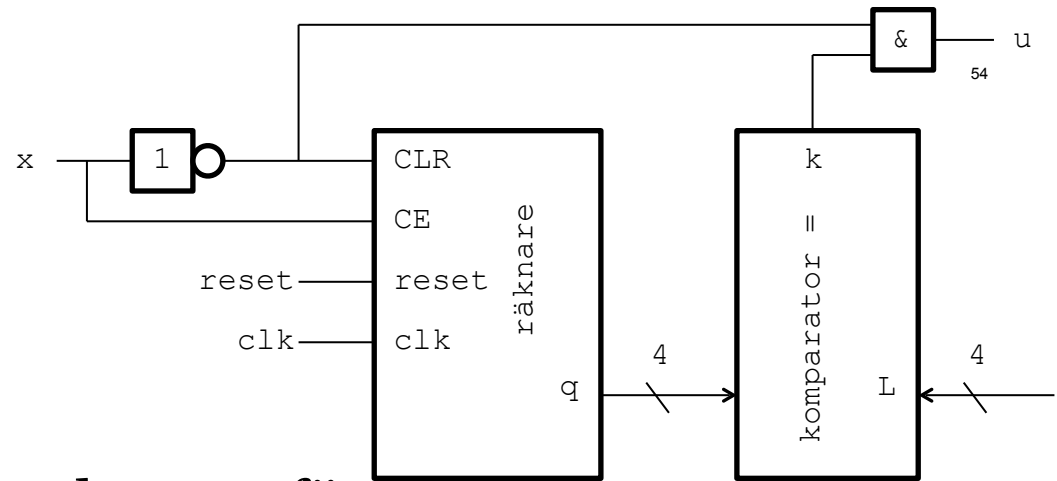 & u
54
x 1 CLR k
CE
reset reset
räknare
komparator =
clk clk
4 4
q L